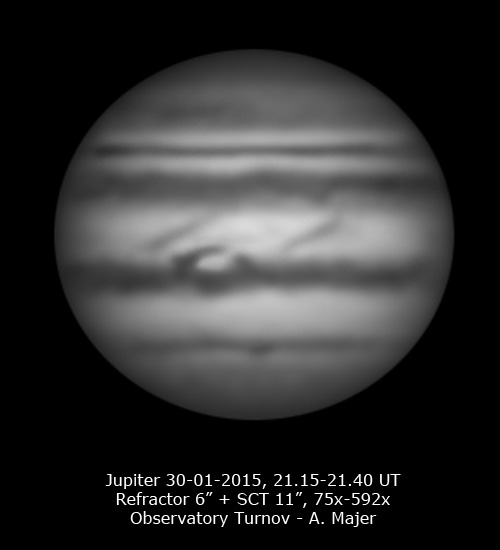 Jupiter 30-01-2015, 21.15-21.40 UT
Refractor 6” + SCT 11”, 75x-592x
Observatory Turnov - A. Majer